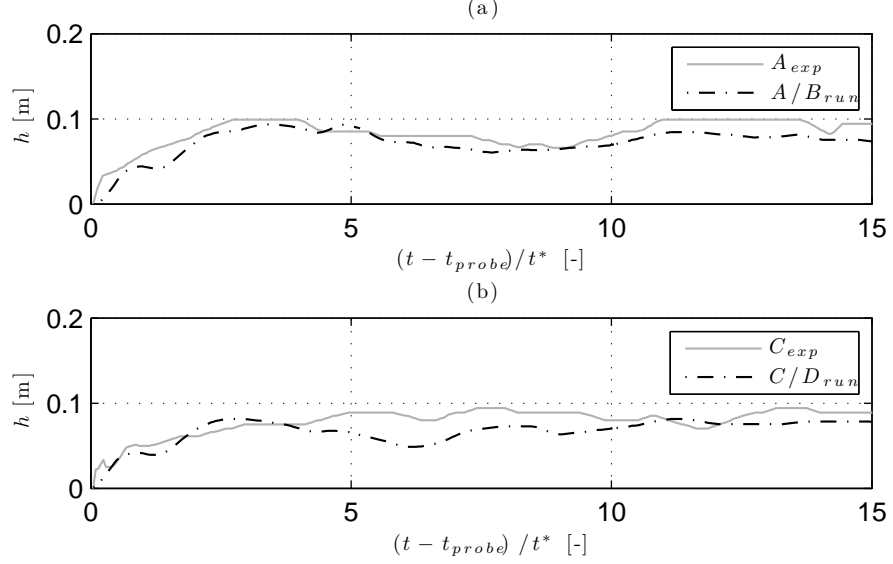 (a)
0.2
0.1
0
h [m]
A_exp
A/B_run
0 5 10 15
(t − t_probe)/t* [-]
(b)
0.2
0.1
0
h [m]
C_exp
C/D_run
0 5 10 15
(t − t_probe) /t* [-]